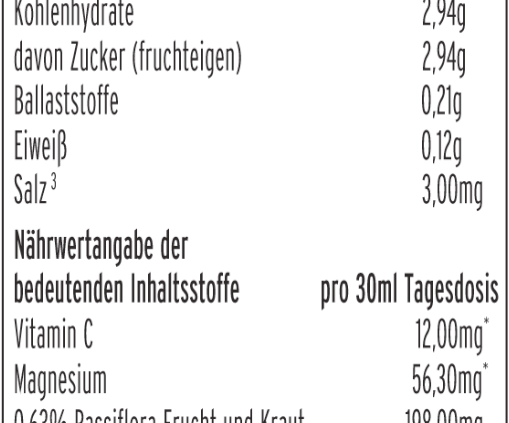 Kohlenhydrate 2,94g
davon Zucker (fruchteigen) 2,94g
Ballaststoffe 0,21g
Eiweiß 0,12g
Salz ³ 3,00mg
Nährwertangabe der
bedeutenden Inhaltsstoffe pro 30ml Tagesdosis
Vitamin C 12,00mg*
Magnesium 56,30mg*
0,63% Passiflora Frucht und Kraut 198,00mg